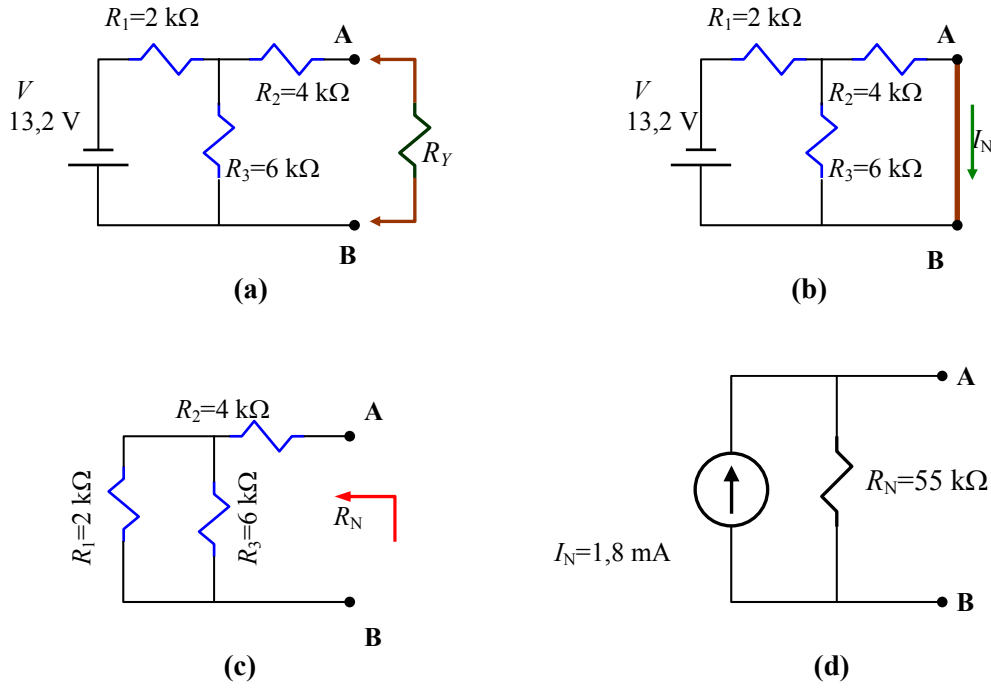 R1=2 kΩ
A
V
13,2 V
R2=4 kΩ
R3=6 kΩ
RY
B
(a)
R1=2 kΩ
A
V
13,2 V
R2=4 kΩ
R3=6 kΩ
IN
B
(b)
R2=4 kΩ
A
R1=2 kΩ
R3=6 kΩ
RN
B
(c)
A
RN=55 kΩ
IN=1,8 mA
B
(d)